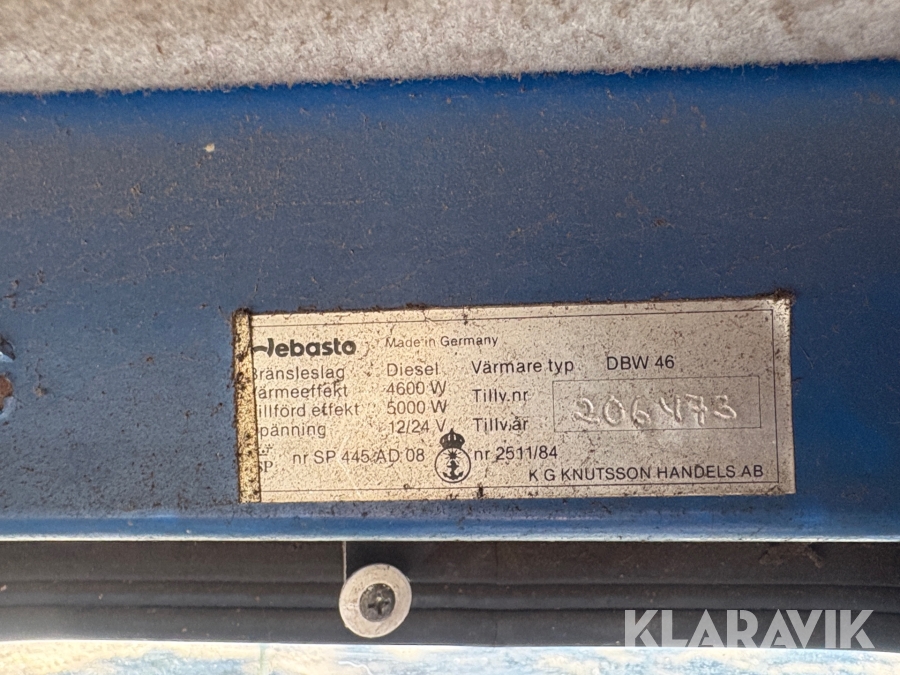 Webasto Made in Germany
Bränsleslag Diesel Värmare typ DBW 46
Värmeeffekt 4600 W Tillv.nr
Tillförd effekt 5000 W 206473
Spänning 12/24 V Tillv.år
SP nr SP 445 AD 08 nr 2511/84
K G KNUTSSON HANDELS AB
KLARAVIK